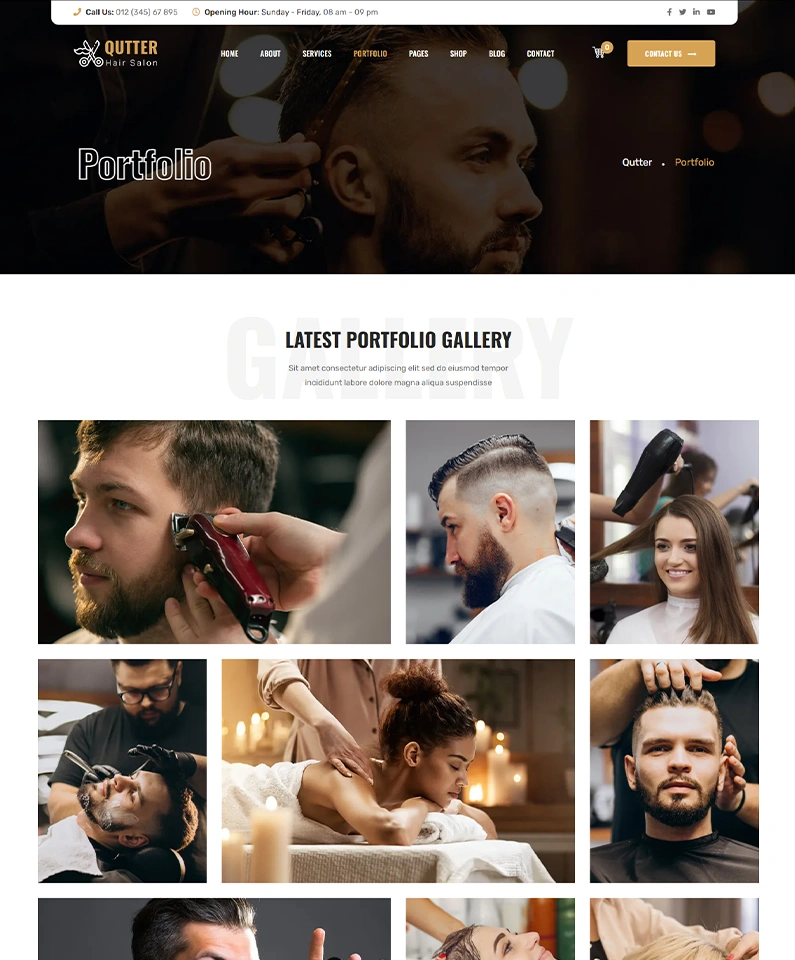 Call Us: 012 (345) 67 895
Opening Hour: Sunday - Friday, 08 am - 09 pm
QUTTER
Hair Salon
HOME ABOUT SERVICES PORTFOLIO PAGES SHOP BLOG CONTACT
0
CONTACT US
Portfolio
Qutter • Portfolio
GALLERY
LATEST PORTFOLIO GALLERY
Sit amet consectetur adipiscing elit sed do eiusmod tempor
incididunt labore dolore magna aliqua suspendisse